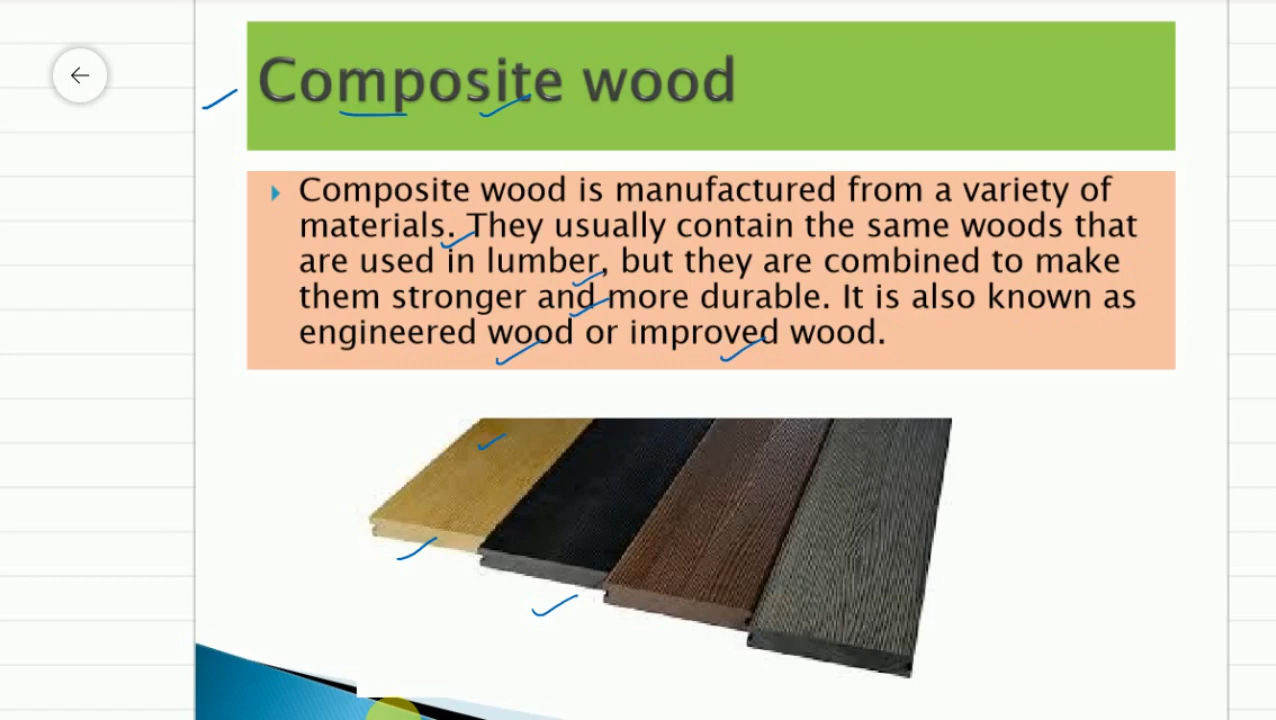 Composite wood
Composite wood is manufactured from a variety of
materials. They usually contain the same woods that
are used in lumber, but they are combined to make
them stronger and more durable. It is also known as
engineered wood or improved wood.